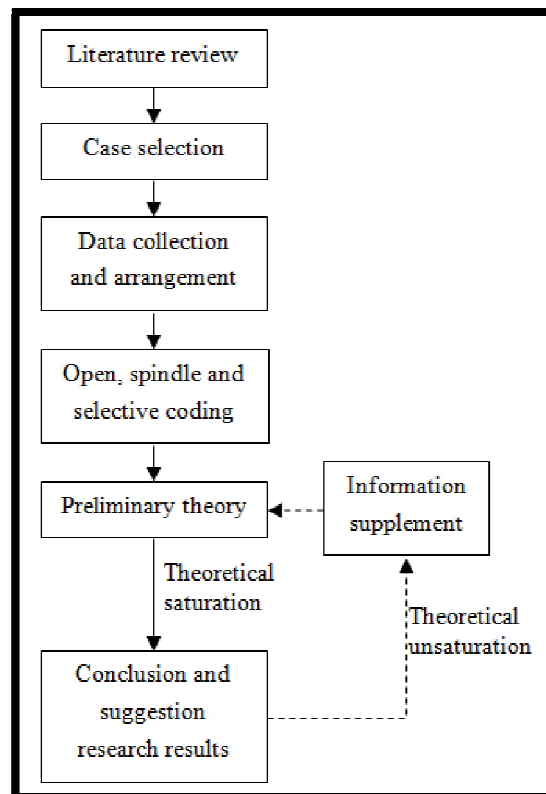 Literature review
Case selection
Data collection
and arrangement
Open, spindle and
selective coding
Preliminary theory
Information
supplement
Theoretical
saturation
Theoretical
unsaturation
Conclusion and
suggestion
research results